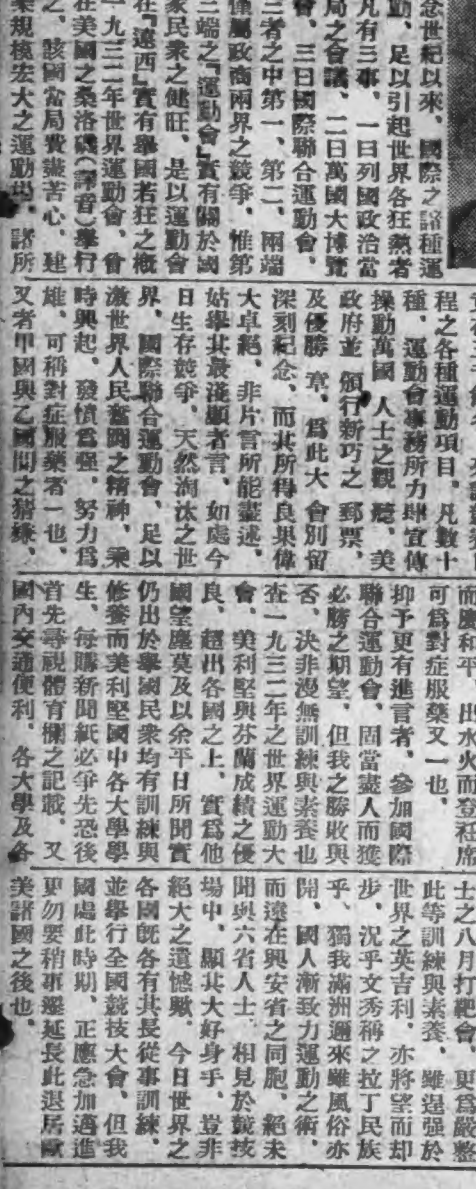 念世紀以來、國際之諸種運
動、足以引起世界各狂熱者
凡有三事、一曰列國政治當
局之會議、二曰萬國大博覽
會、三曰國際聯合運動會、
三者之中第一、第二、兩端
僅屬政商兩界之競爭、惟第
三端之『運動會』實有關於國
家民衆之健旺、是以運動會
在『遠西』實有舉國若狂之概
一九三二年世界運動會、會
在美國之桑洛磯(譯音)舉行
之、該國當局費盡苦心、建
築規模宏大之運動場、諸所
程之各種運動項目、凡數十
種、運動會事務所力肆宣傳
操動萬國 人士之觀 聽、美
政府並 頒行新巧之 郵票、
及優勝 章、爲此大 會別留
深刻紀念、而其所得良果偉
大卓絕、非片言所能盡述、
姑舉其最淺顯者言、如處今
日生存競爭、天然淘汰之世
界、國際聯合運動會、足以
激世界人民奮鬪之精神、乘
時興起、發憤爲强、努力爲
雄、可稱對症服藥者一也、
又者甲國與乙國間之猜嫌、
而應和平、出水火而登衽席
可爲對症服藥又一也、
抑予更有進言者、參加國際
聯合運動會、固當盡人而獲
必勝之期望、但我之勝敗與
否、決非漫無訓練與素養也
查一九三二年之世界運動大
會、美利堅與芬蘭成績之優
良、超出各國之上、實爲他
國望塵莫及以余平日所聞實
仍出於舉國民衆均有訓練與
修養而美利堅國中各大學學
生、每購新聞紙必爭先恐後
首先尋視體育欄之記載、又
國內交通便利、各大學及各
士之八月打靶會、更爲嚴整
此等訓練與素養、雖逞强於
世界之英吉利、亦將望而却
步、況乎文秀稱之拉丁民族
乎、獨我滿洲邇來雖風俗亦
開、國人漸致力運動之術、
而遠在興安省之同胞、絕未
聞與六省人士、相見於競技
場中、顯其大好身手、豈非
絕大之遺憾歟、今日世界之
各國旣各有其長從事訓練、
並舉行全國競技大會、但我
國處此時期、正應急加邁進
更勿要稍事遷延長此退居歐
美諸國之後也、